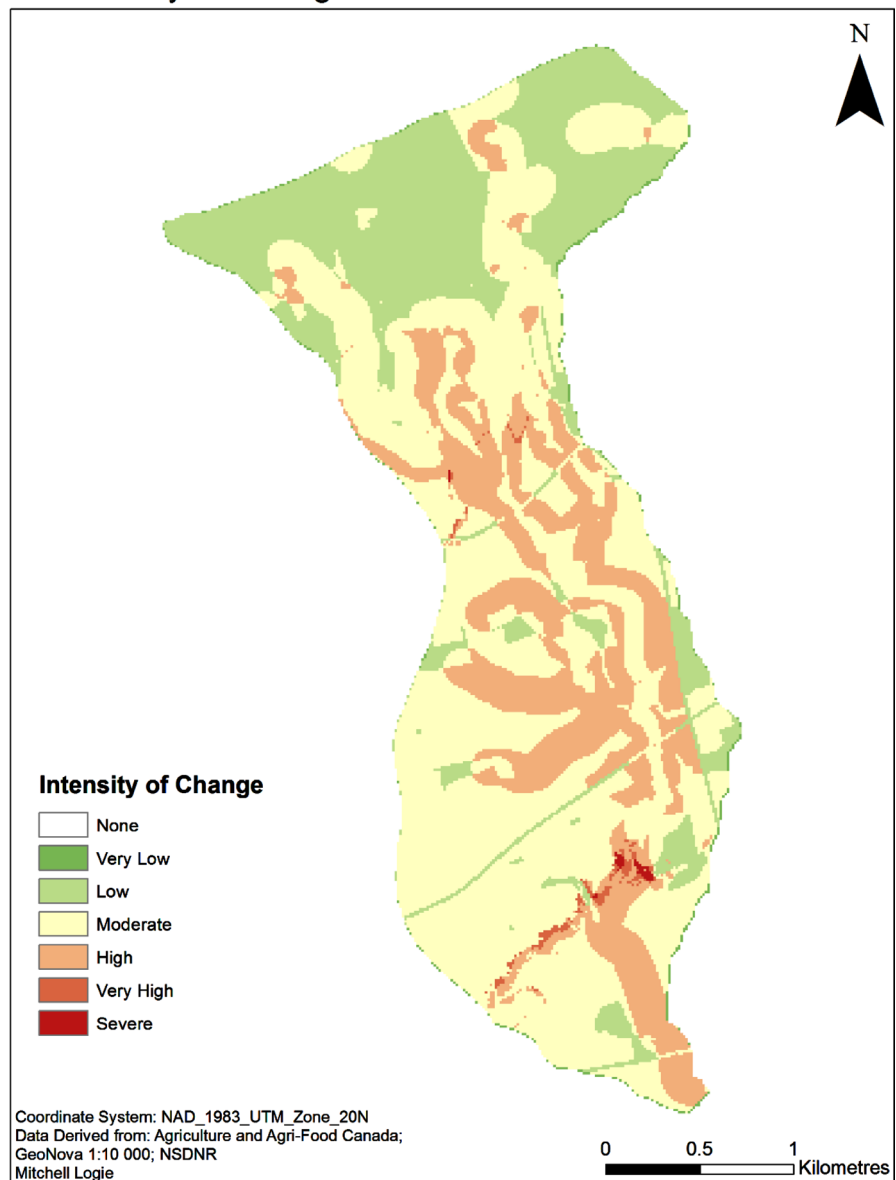 N
Intensity of Change
None
Very Low
Low
Moderate
High
Very High
Severe
Coordinate System: NAD_1983_UTM_Zone_20N
Data Derived from: Agriculture and Agri-Food Canada;
GeoNova 1:10 000; NSDNR
Mitchell Logie
0 0.5 1
Kilometres